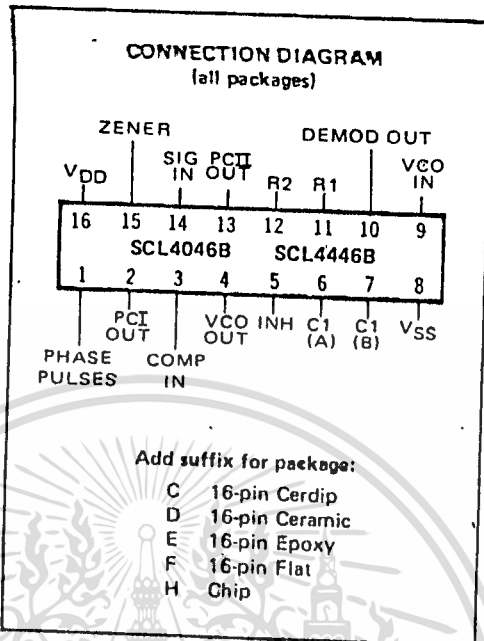 CONNECTION DIAGRAM
(all packages)
ZENER
DEMOD OUT
VDD
SIG IN
PCII OUT
R2
R1
VCO IN
16 15 14 13 12 11 10 9
SCL4046B SCL4446B
1 2 3 4 5 6 7 8
PCI OUT
VCO OUT
INH
C1 (A)
C1 (B)
VSS
PHASE PULSES
COMP IN
Add suffix for package:
C 16-pin Cerdip
D 16-pin Ceramic
E 16-pin Epoxy
F 16-pin Flat
H Chip